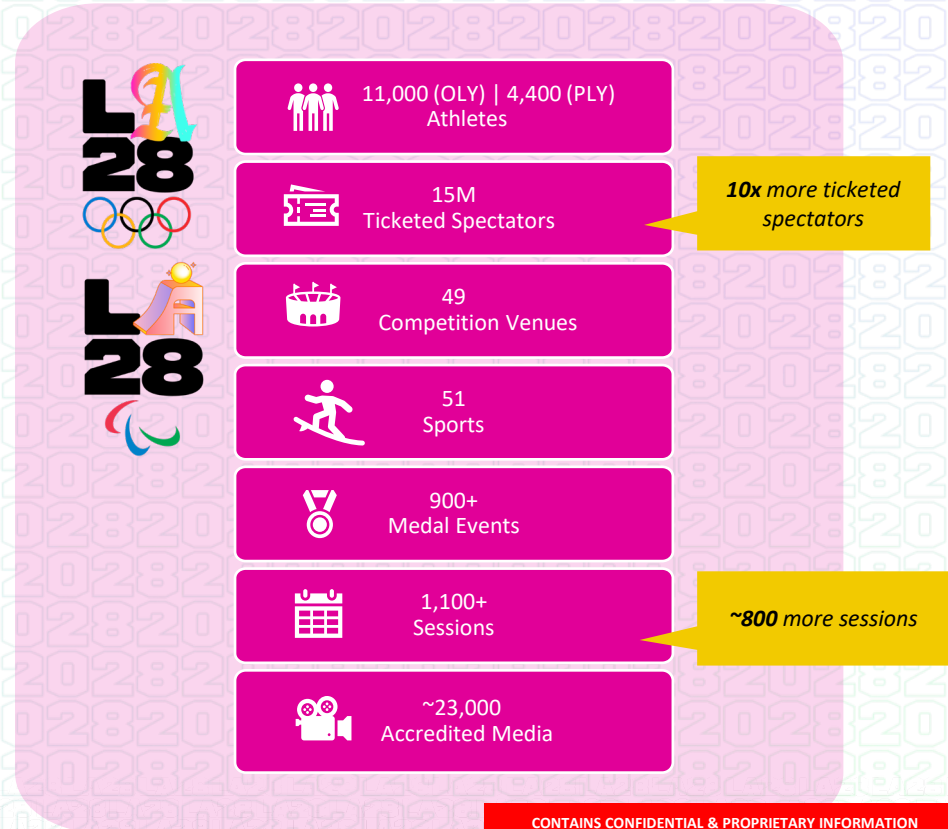 LA
28
11,000 (OLY) | 4,400 (PLY)
Athletes
15M
Ticketed Spectators
10x more ticketed
spectators
49
Competition Venues
LA
28
51
Sports
900+
Medal Events
1,100+
Sessions
~800 more sessions
~23,000
Accredited Media
CONTAINS CONFIDENTIAL & PROPRIETARY INFORMATION